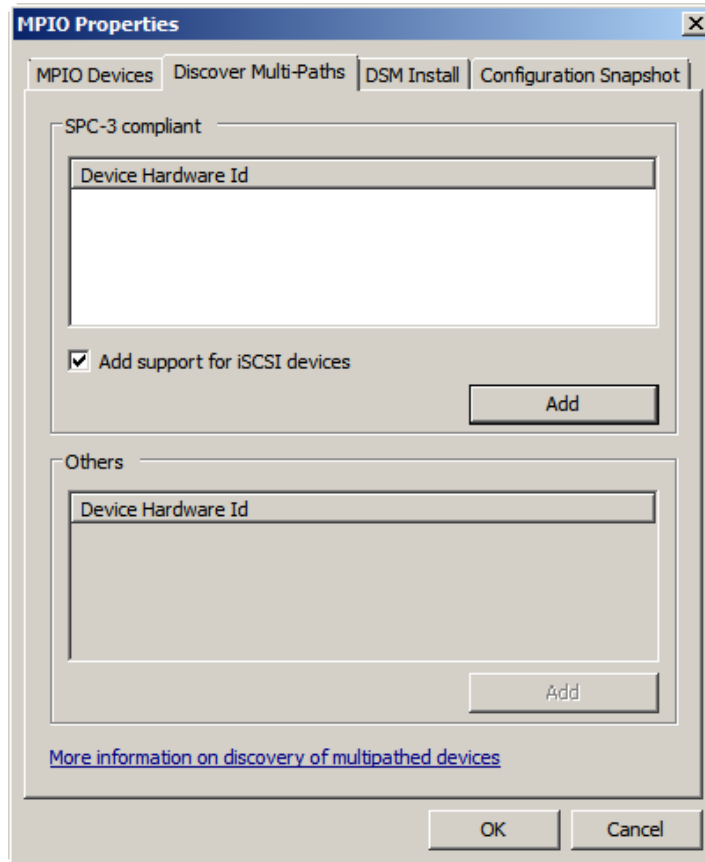 MPIO Properties
MPIO Devices Discover Multi-Paths DSM Install Configuration Snapshot
SPC-3 compliant
Device Hardware Id
Add support for iSCSI devices
Add
Others
Device Hardware Id
Add
More information on discovery of multipathed devices
OK Cancel